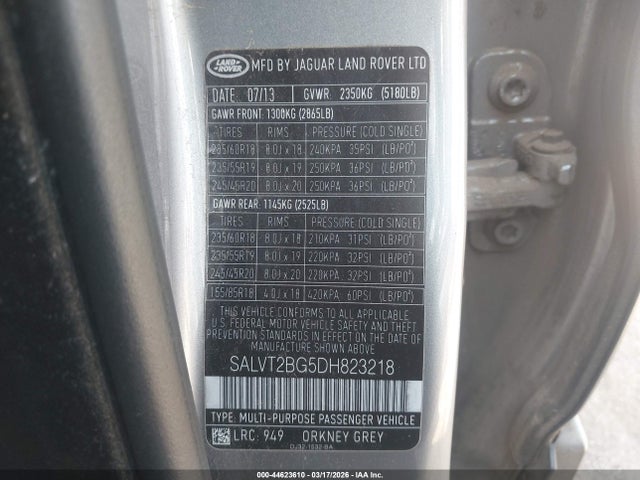 LAND ROVER MFD BY JAGUAR LAND ROVER LTD
DATE 07/13 GVWR 2350KG (5180LB)
GAWR FRONT: 1300KG (2865LB)
TIRES RIMS PRESSURE (COLD SINGLE)
235/60R18 8.0J x 18 240KPA 35PSI (LB/PO²)
235/55R19 8.0J x 19 250KPA 36PSI (LB/PO²)
245/45R20 8.0J x 20 250KPA 36PSI (LB/PO²)
GAWR REAR: 1145KG (2525LB)
TIRES RIMS PRESSURE (COLD SINGLE)
235/60R18 8.0J x 18 210KPA 31PSI (LB/PO²)
235/55R19 8.0J x 19 220KPA 32PSI (LB/PO²)
245/45R20 8.0J x 20 220KPA 32PSI (LB/PO²)
155/85R18 4.0J x 18 420KPA 60PSI (LB/PO²)
THIS VEHICLE CONFORMS TO ALL APPLICABLE
U.S. FEDERAL MOTOR VEHICLE SAFETY AND THEFT
PREVENTION STANDARDS IN EFFECT ON THE DATE
OF MANUFACTURE SHOWN ABOVE.
SALVT2BG5DH823218
TYPE: MULTI-PURPOSE PASSENGER VEHICLE
LRC: 949 ORKNEY GREY
DJ32-1532-BA
000-44623610 - 03/17/2026 - IAAI.COM